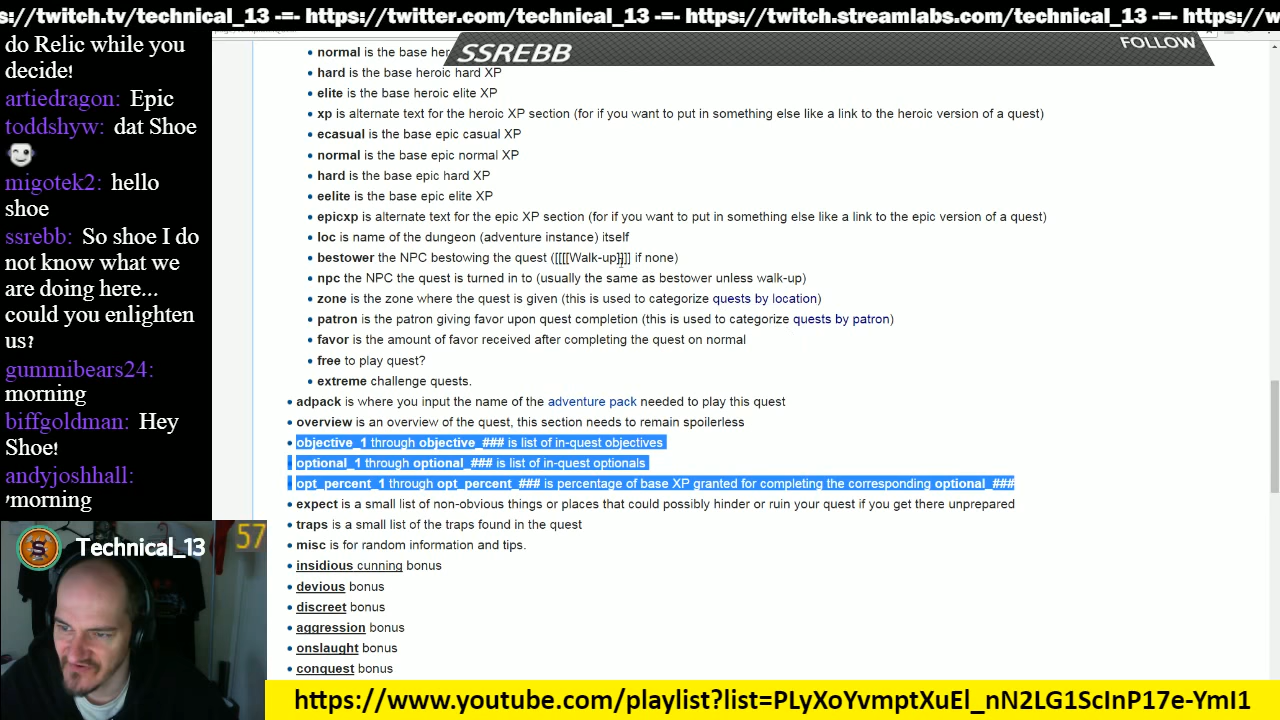 s://twitch.tv/technical_13 -=- https://twitter.com/technical_13 -=- https://twitch.streamlabs.com/technical_13 -=- https://w
do Relic while you
decide!
artiedragon: Epic
toddshyw: dat Shoe
migotek2: hello
shoe
ssrebb: So shoe I do
not know what we
are doing here...
could you enlighten
us?
gummibears24:
morning
biffgoldman: Hey
Shoe!
andyjoshhall:
'morning
Technical_13
57
SSREBB
FOLLOW
• normal is the base her
• hard is the base heroic hard XP
• elite is the base heroic elite XP
• xp is alternate text for the heroic XP section (for if you want to put in something else like a link to the heroic version of a quest)
• ecasual is the base epic casual XP
• normal is the base epic normal XP
• hard is the base epic hard XP
• eelite is the base epic elite XP
• epicxp is alternate text for the epic XP section (for if you want to put in something else like a link to the epic version of a quest)
• loc is name of the dungeon (adventure instance) itself
• bestower the NPC bestowing the quest ([[[[Walk-up]]]] if none)
• npc the NPC the quest is turned in to (usually the same as bestower unless walk-up)
• zone is the zone where the quest is given (this is used to categorize quests by location)
• patron is the patron giving favor upon quest completion (this is used to categorize quests by patron)
• favor is the amount of favor received after completing the quest on normal
• free to play quest?
• extreme challenge quests.
• adpack is where you input the name of the adventure pack needed to play this quest
• overview is an overview of the quest, this section needs to remain spoilerless
• objective_1 through objective_### is list of in-quest objectives
• optional_1 through optional_### is list of in-quest optionals
• opt_percent_1 through opt_percent_### is percentage of base XP granted for completing the corresponding optional_###
• expect is a small list of non-obvious things or places that could possibly hinder or ruin your quest if you get there unprepared
• traps is a small list of the traps found in the quest
• misc is for random information and tips.
• insidious cunning bonus
• devious bonus
• discreet bonus
• aggression bonus
• onslaught bonus
• conquest bonus
https://www.youtube.com/playlist?list=PLyXoYvmptXuEl_nN2LG1ScInP17e-YmI1